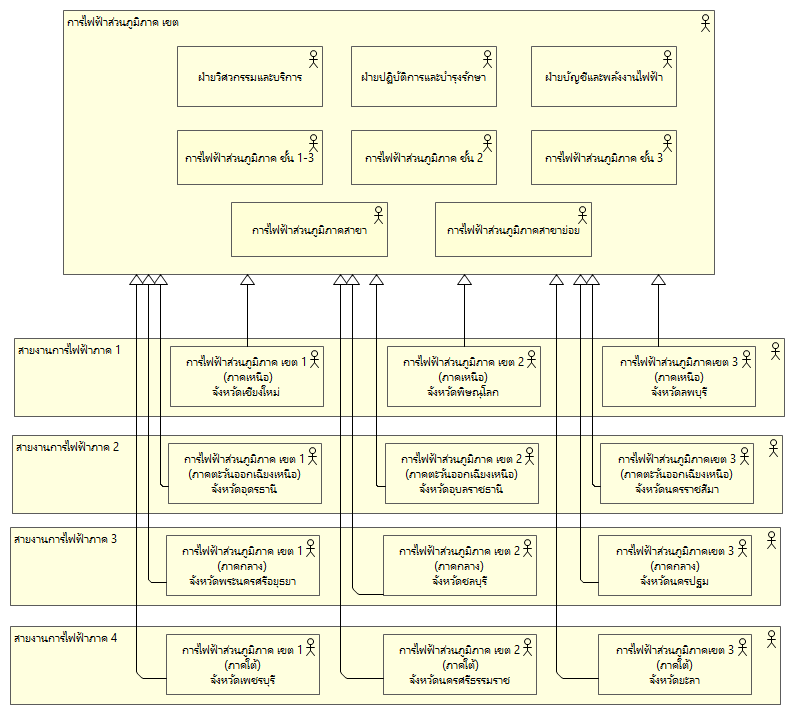 การไฟฟ้าส่วนภูมิภาค เขต
ฝ่ายวิศวกรรมและบริการ
ฝ่ายปฏิบัติการและบำรุงรักษา
ฝ่ายบัญชีและพลังงานไฟฟ้า
การไฟฟ้าส่วนภูมิภาค ชั้น 1-3
การไฟฟ้าส่วนภูมิภาค ชั้น 2
การไฟฟ้าส่วนภูมิภาค ชั้น 3
การไฟฟ้าส่วนภูมิภาคสาขา
การไฟฟ้าส่วนภูมิภาคสาขาย่อย
สายงานการไฟฟ้าภาค 1
การไฟฟ้าส่วนภูมิภาค เขต 1
(ภาคเหนือ)
จังหวัดเชียงใหม่
การไฟฟ้าส่วนภูมิภาค เขต 2
(ภาคเหนือ)
จังหวัดพิษณุโลก
การไฟฟ้าส่วนภูมิภาคเขต 3
(ภาคเหนือ)
จังหวัดลพบุรี
สายงานการไฟฟ้าภาค 2
การไฟฟ้าส่วนภูมิภาค เขต 1
(ภาคตะวันออกเฉียงเหนือ)
จังหวัดอุดรธานี
การไฟฟ้าส่วนภูมิภาค เขต 2
(ภาคตะวันออกเฉียงเหนือ)
จังหวัดอุบลราชธานี
การไฟฟ้าส่วนภูมิภาคเขต 3
(ภาคตะวันออกเฉียงเหนือ)
จังหวัดนครราชสีมา
สายงานการไฟฟ้าภาค 3
การไฟฟ้าส่วนภูมิภาค เขต 1
(ภาคกลาง)
จังหวัดพระนครศรีอยุธยา
การไฟฟ้าส่วนภูมิภาค เขต 2
(ภาคกลาง)
จังหวัดชลบุรี
การไฟฟ้าส่วนภูมิภาคเขต 3
(ภาคกลาง)
จังหวัดนครปฐม
สายงานการไฟฟ้าภาค 4
การไฟฟ้าส่วนภูมิภาค เขต 1
(ภาคใต้)
จังหวัดเพชรบุรี
การไฟฟ้าส่วนภูมิภาค เขต 2
(ภาคใต้)
จังหวัดนครศรีธรรมราช
การไฟฟ้าส่วนภูมิภาคเขต 3
(ภาคใต้)
จังหวัดยะลา